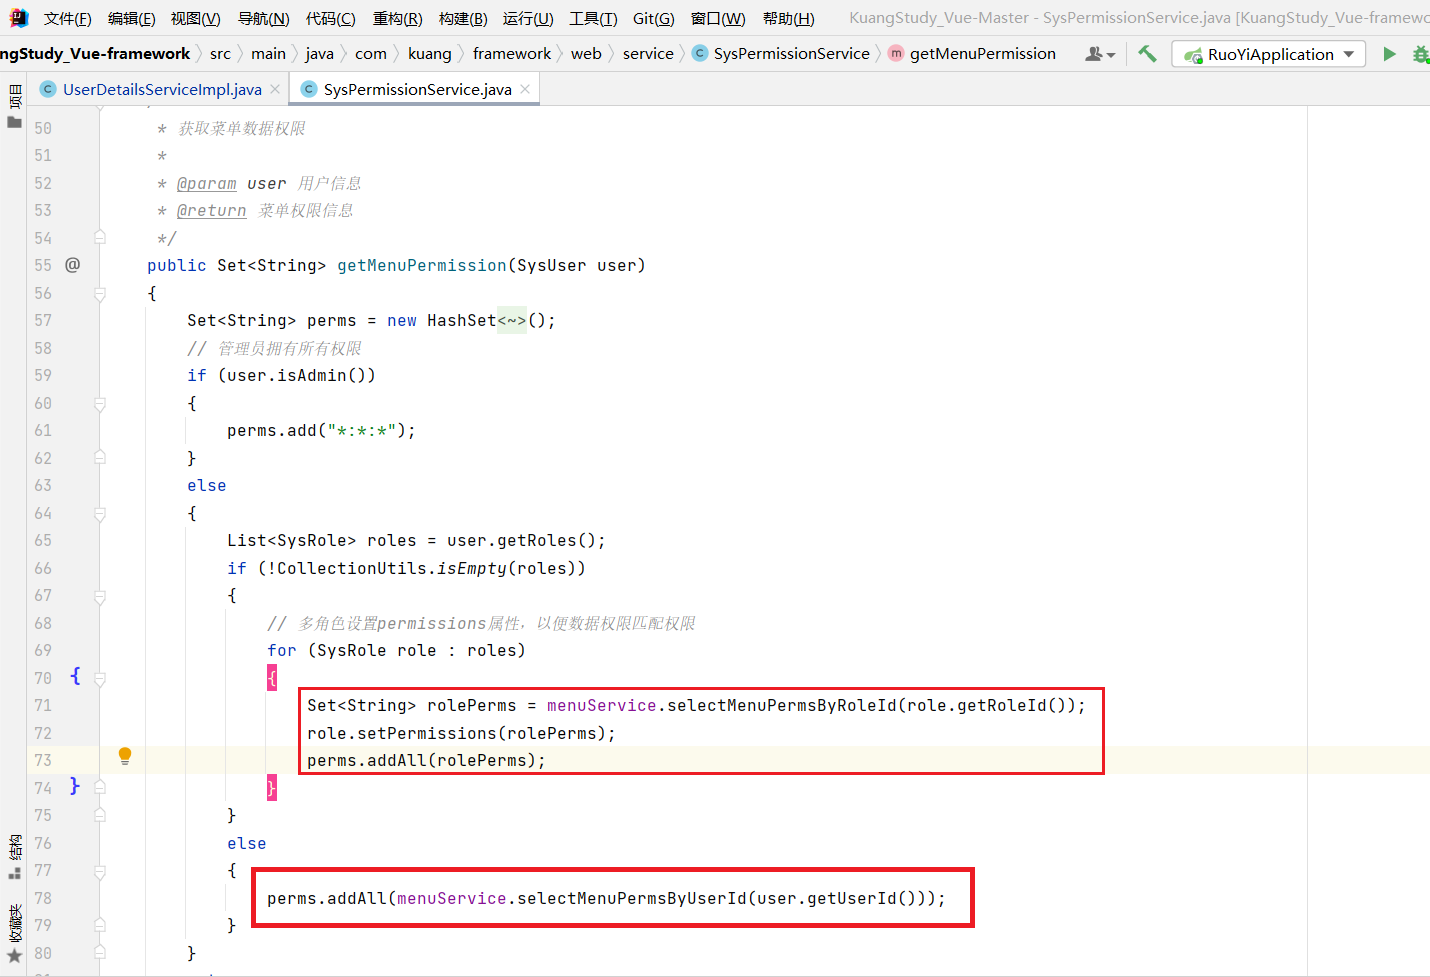 文件(F) 编辑(E) 视图(V) 导航(N) 代码(C) 重构(R) 构建(B) 运行(U) 工具(T) Git(G) 窗口(W) 帮助(H) KuangStudy_Vue-Master - SysPermissionService.java [KuangStudy_Vue-framewo
ngStudy_Vue-framework src main java com kuang framework web service SysPermissionService getMenuPermission RuoYiApplication
UserDetailsServiceImpl.java SysPermissionService.java
项目
50 * 获取菜单数据权限
51 *
52 * @param user 用户信息
53 * @return 菜单权限信息
54 */
55 @ public Set<String> getMenuPermission(SysUser user)
56 {
57 Set<String> perms = new HashSet<~>();
58 // 管理员拥有所有权限
59 if (user.isAdmin())
60 {
61 perms.add("*:*:*");
62 }
63 else
64 {
65 List<SysRole> roles = user.getRoles();
66 if (!CollectionUtils.isEmpty(roles))
67 {
68 // 多角色设置permissions属性，以便数据权限匹配权限
69 for (SysRole role : roles)
70 { {
71 Set<String> rolePerms = menuService.selectMenuPermsByRoleId(role.getRoleId());
72 role.setPermissions(rolePerms);
73 perms.addAll(rolePerms);
74 } }
75 }
76 else
77 {
78 perms.addAll(menuService.selectMenuPermsByUserId(user.getUserId()));
79 }
80 }
结构
收藏夹